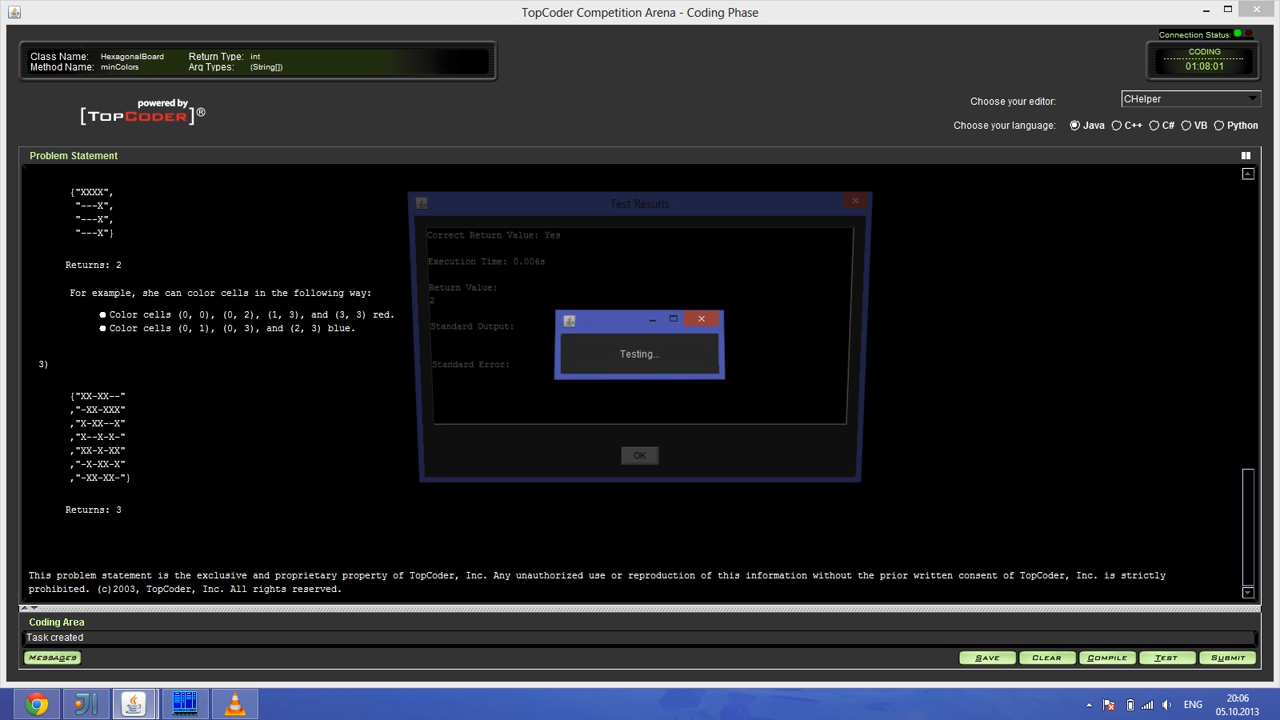 TopCoder Competition Arena - Coding Phase
Connection Status:
Class Name: HexagonalBoard Return Type: int
Method Name: minColors Arg Types: (String[])
CODING
01:08:01
powered by
[TOPCODER]®
Choose your editor: CHelper
Choose your language: Java C++ C# VB Python
Problem Statement
{"XXXX",
"---X",
"---X",
"---X"}
Returns: 2
For example, she can color cells in the following way:
Color cells (0, 0), (0, 2), (1, 3), and (3, 3) red.
Color cells (0, 1), (0, 3), and (2, 3) blue.
3)
{"XX-XX--"
,"-XX-XXX"
,"X-XX--X"
,"X--X-X-"
,"XX-X-XX"
,"-X-XX-X"
,"-XX-XX-"}
Returns: 3
Test Results
Correct Return Value: Yes
Execution Time: 0.006s
Return Value:
2
Standard Output:
Standard Error:
OK
Testing...
This problem statement is the exclusive and proprietary property of TopCoder, Inc. Any unauthorized use or reproduction of this information without the prior written consent of TopCoder, Inc. is strictly
prohibited. (c)2003, TopCoder, Inc. All rights reserved.
Coding Area
Task created
MESSAGES
SAVE CLEAR COMPILE TEST SUBMIT
ENG
20:06
05.10.2013